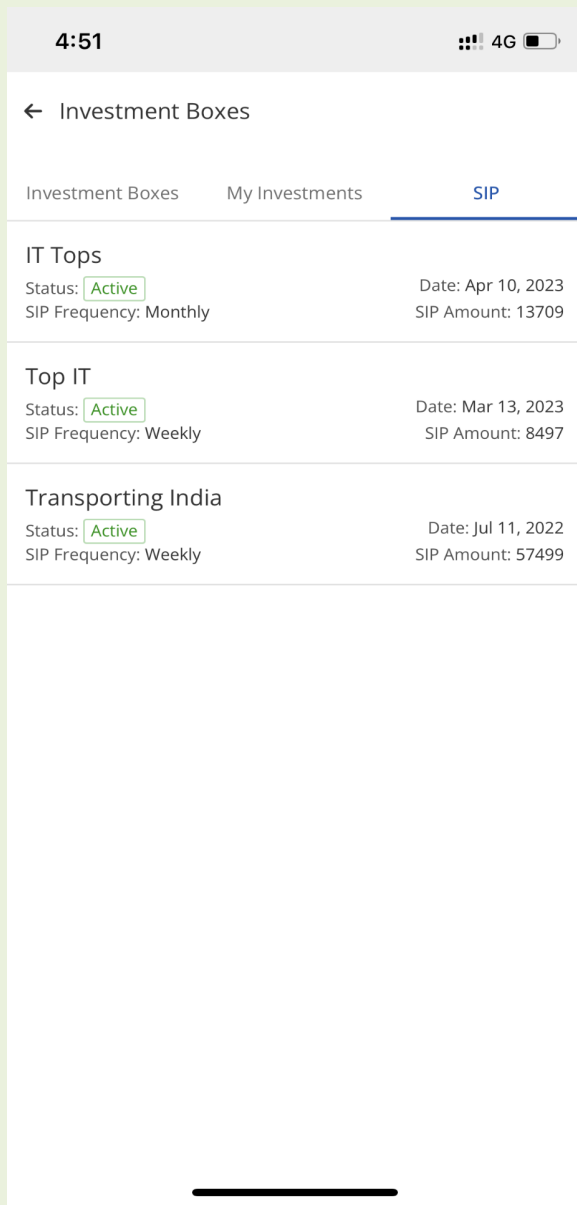 4:51 4G
← Investment Boxes
Investment Boxes My Investments SIP
IT Tops
Status: Active Date: Apr 10, 2023
SIP Frequency: Monthly SIP Amount: 13709
Top IT
Status: Active Date: Mar 13, 2023
SIP Frequency: Weekly SIP Amount: 8497
Transporting India
Status: Active Date: Jul 11, 2022
SIP Frequency: Weekly SIP Amount: 57499